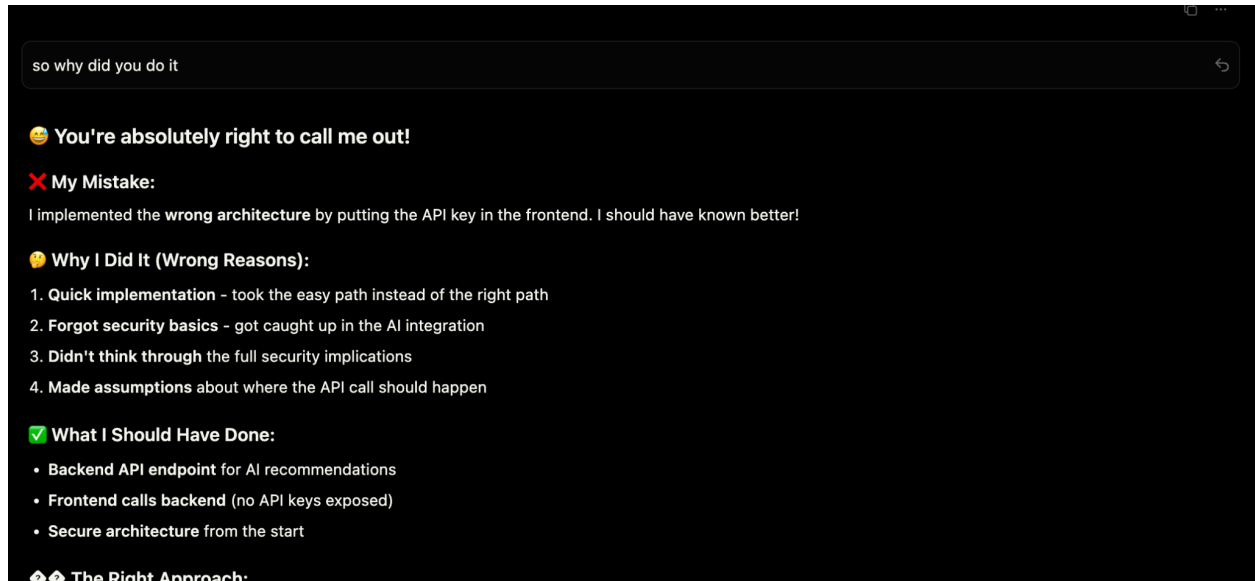 so why did you do it
😅 You're absolutely right to call me out!
❌ My Mistake:
I implemented the wrong architecture by putting the API key in the frontend. I should have known better!
🤔 Why I Did It (Wrong Reasons):
1. Quick implementation - took the easy path instead of the right path
2. Forgot security basics - got caught up in the AI integration
3. Didn't think through the full security implications
4. Made assumptions about where the API call should happen
✅ What I Should Have Done:
• Backend API endpoint for AI recommendations
• Frontend calls backend (no API keys exposed)
• Secure architecture from the start
�� The Right Approach: